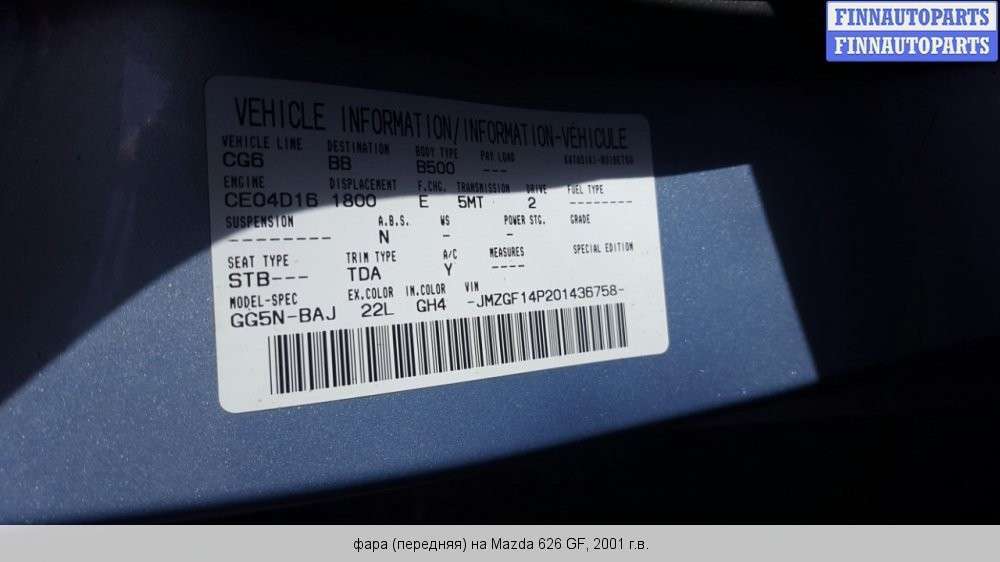 FINNAUTOPARTS
FINNAUTOPARTS
VEHICLE INFORMATION/INFORMATION-VÉHICULE
VEHICLE LINE DESTINATION BODY TYPE PAY LOAD
CG6 BB B500 ---
ENGINE DISPLACEMENT F.CHG. TRANSMISSION DRIVE FUEL TYPE
CE04D16 1800 E 5MT 2 --------
SUSPENSION A.B.S. WS POWER STG. GRADE
--------- N - -
SEAT TYPE TRIM TYPE A/C MEASURES SPECIAL EDITION
STB--- TDA Y ----
MODEL-SPEC EX.COLOR IN.COLOR VIN
GG5N-BAJ 22L GH4 -JMZGF14P201436758-
фара (передняя) на Mazda 626 GF, 2001 г.в.